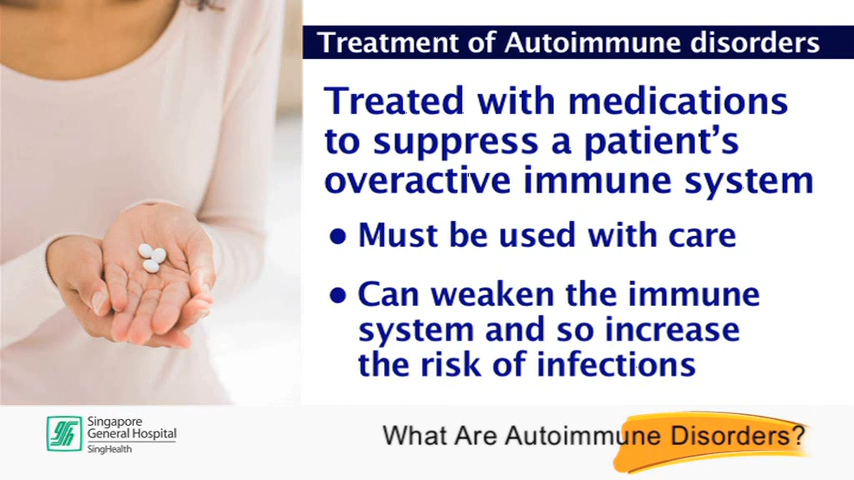 Treatment of Autoimmune disorders
Treated with medications
to suppress a patient’s
overactive immune system
● Must be used with care
● Can weaken the immune
system and so increase
the risk of infections
Singapore
General Hospital
SingHealth
What Are Autoimmune Disorders?